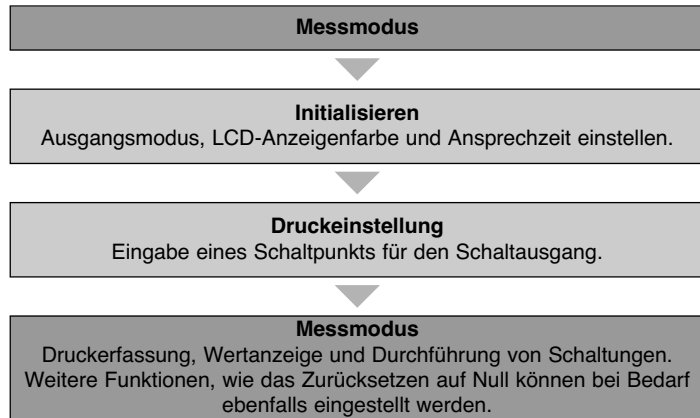 Messmodus
Initialisieren
Ausgangsmodus, LCD-Anzeigenfarbe und Ansprechzeit einstellen.
Druckeinstellung
Eingabe eines Schaltpunkts für den Schaltausgang.
Messmodus
Druckerfassung, Wertanzeige und Durchführung von Schaltungen.
Weitere Funktionen, wie das Zurücksetzen auf Null können bei Bedarf
ebenfalls eingestellt werden.